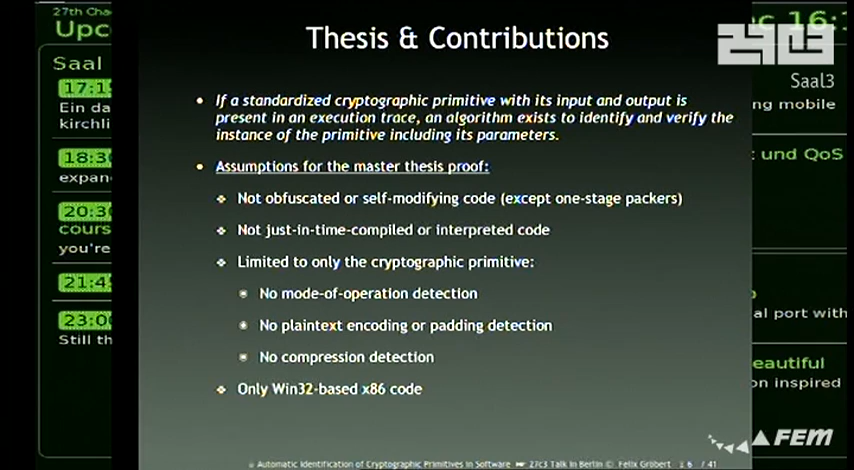 27th Cha
Upc
Saal
17:1
Ein da
kirchli
18:3
expan
20:3
cours
you're
21:4
23:0
Still th
Thesis & Contributions
If a standardized cryptographic primitive with its input and output is
present in an execution trace, an algorithm exists to identify and verify the
instance of the primitive including its parameters.
Assumptions for the master thesis proof:
Not obfuscated or self-modifying code (except one-stage packers)
Not just-in-time-compiled or interpreted code
Limited to only the cryptographic primitive:
No mode-of-operation detection
No plaintext encoding or padding detection
No compression detection
Only Win32-based x86 code
Automatic Identification of Cryptographic Primitives in Software
27c3 Talk in Berlin © Felix Gröbert
6 / 41
27C3
c 16:
Saal3
ng mobile
t und QoS
al port with
eautiful
on inspired
FEM